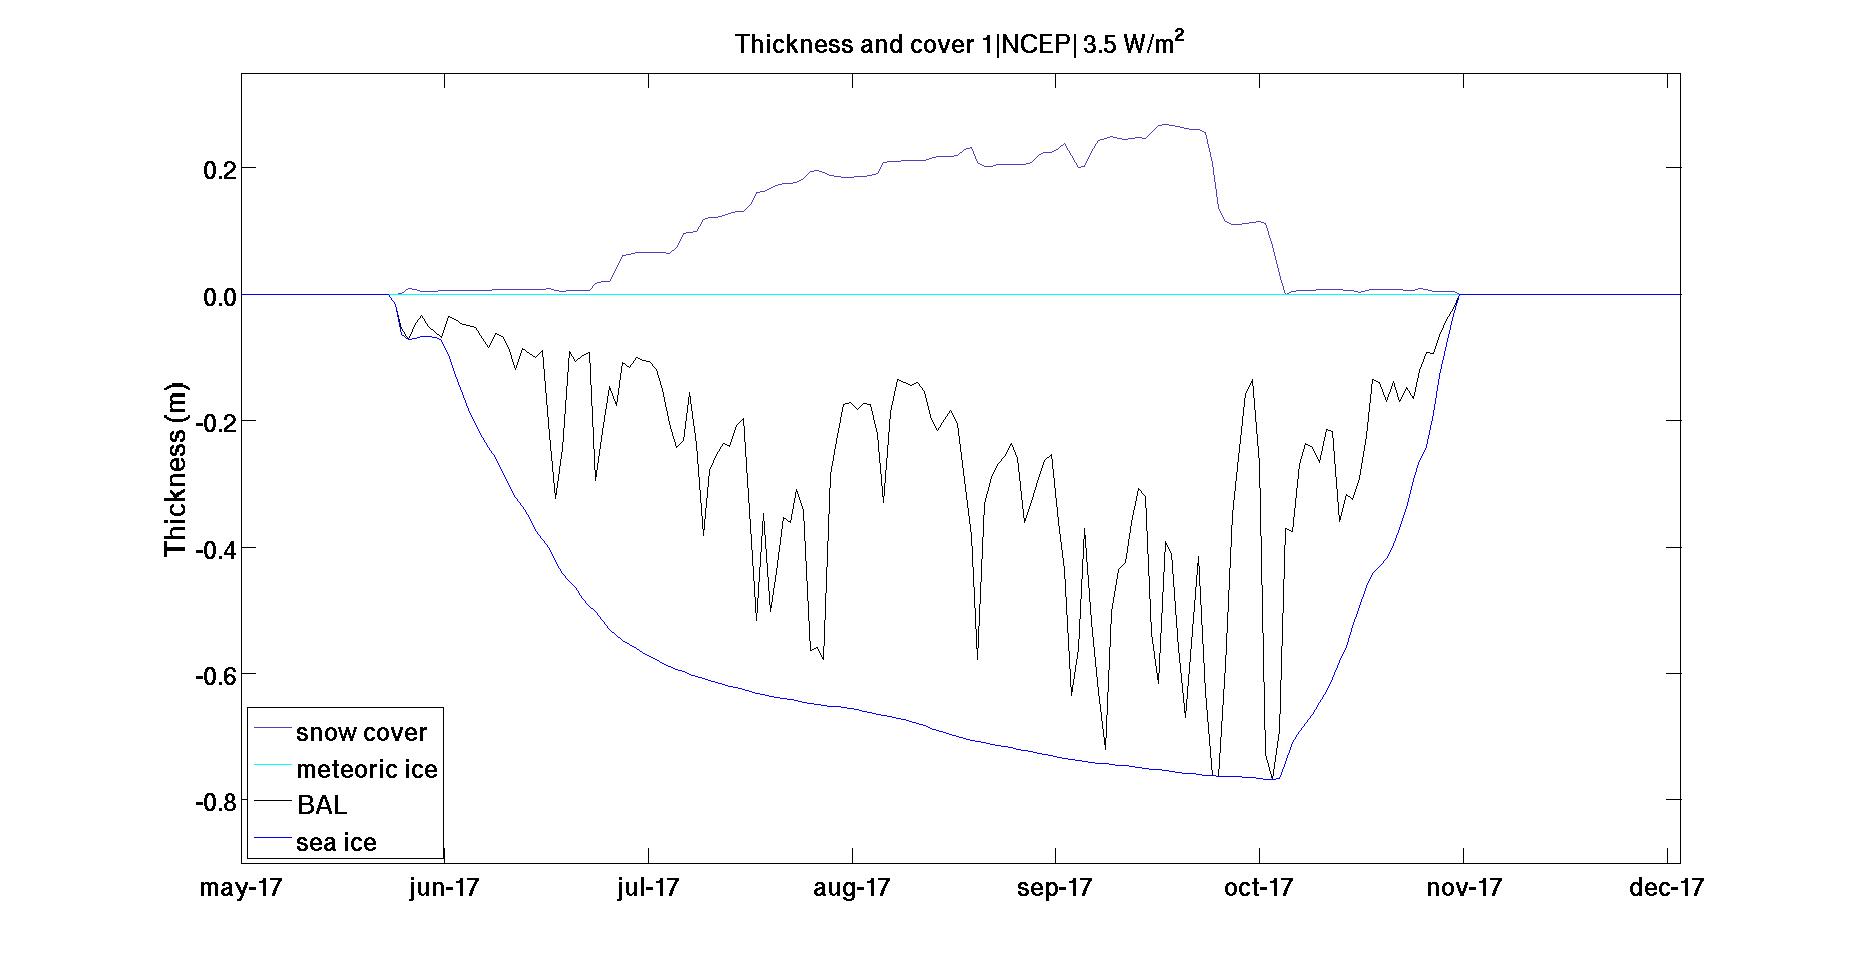 Thickness and cover 1|NCEP| 3.5 W/m²
Thickness (m)
0.2
0.0
-0.2
-0.4
-0.6
-0.8
snow cover
meteoric ice
BAL
sea ice
may-17 jun-17 jul-17 aug-17 sep-17 oct-17 nov-17 dec-17